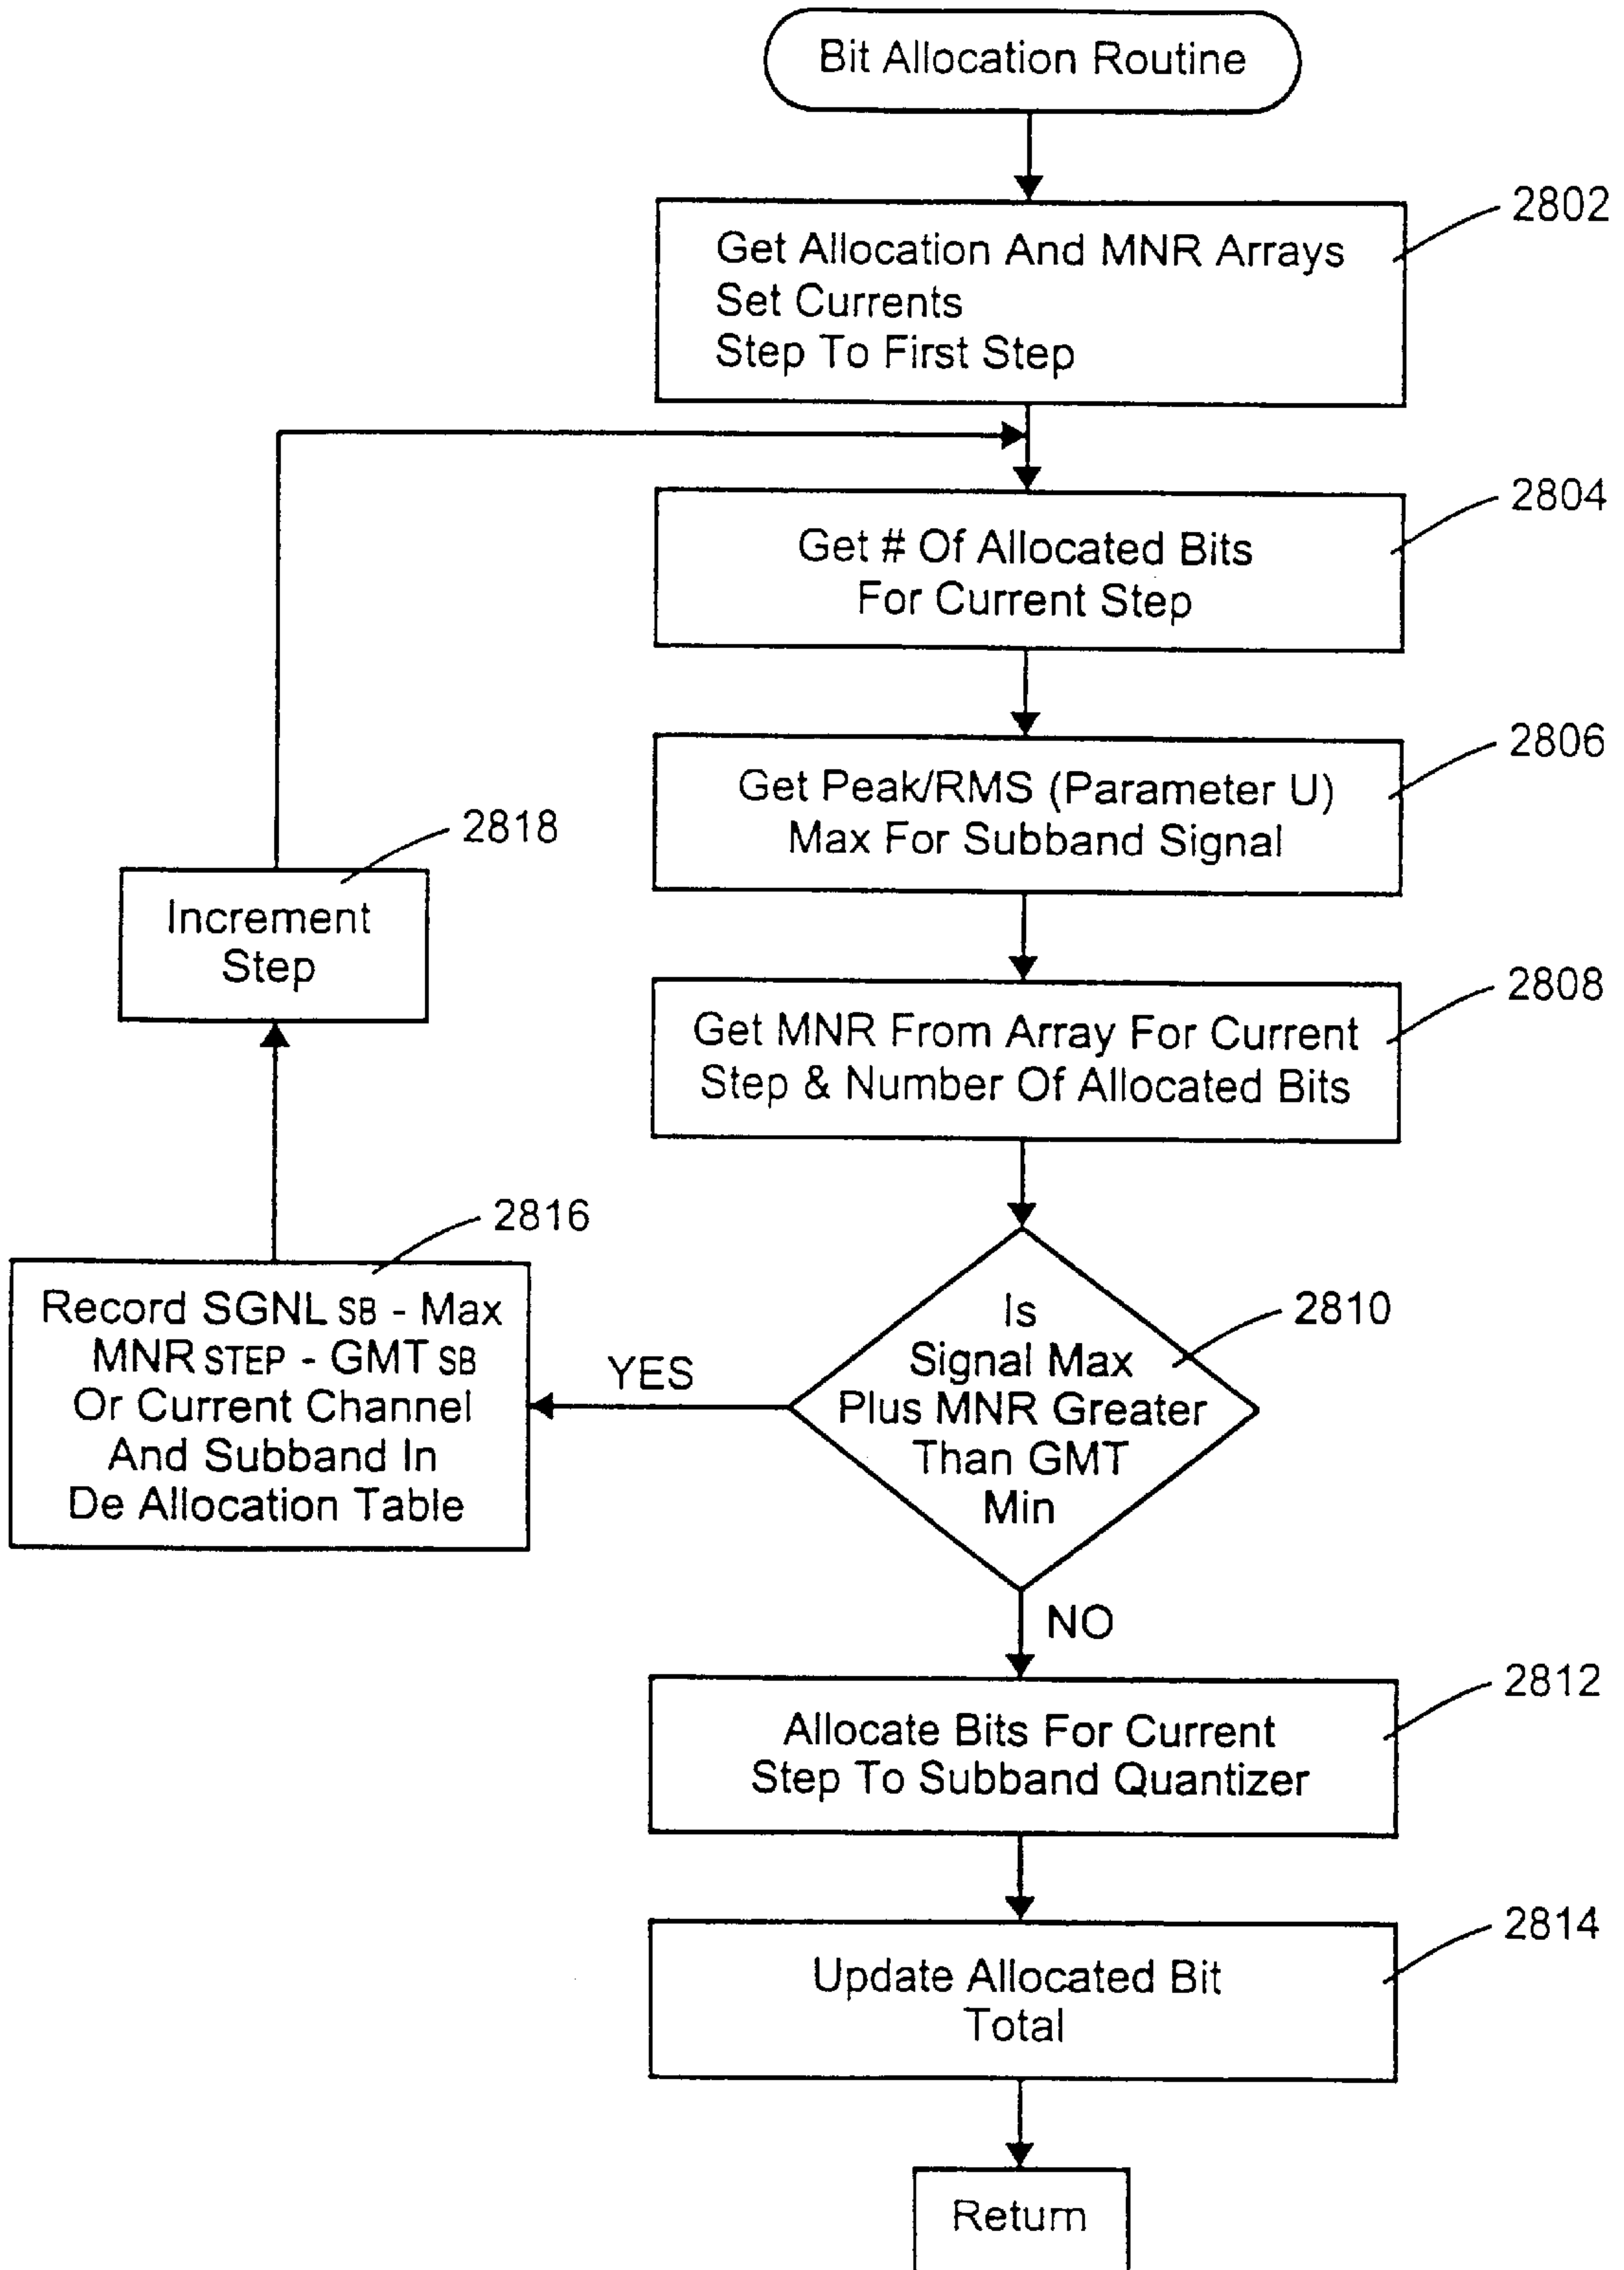 Bit Allocation Routine
2802
Get Allocation And MNR Arrays
Set Currents
Step To First Step
2804
Get # Of Allocated Bits
For Current Step
2806
Get Peak/RMS (Parameter U)
Max For Subband Signal
2818
Increment
Step
2808
Get MNR From Array For Current
Step & Number Of Allocated Bits
2816
Record SGNL SB - Max
MNR STEP - GMT SB
Or Current Channel
And Subband In
De Allocation Table
YES
2810
Is
Signal Max
Plus MNR Greater
Than GMT
Min
NO
2812
Allocate Bits For Current
Step To Subband Quantizer
2814
Update Allocated Bit
Total
Return